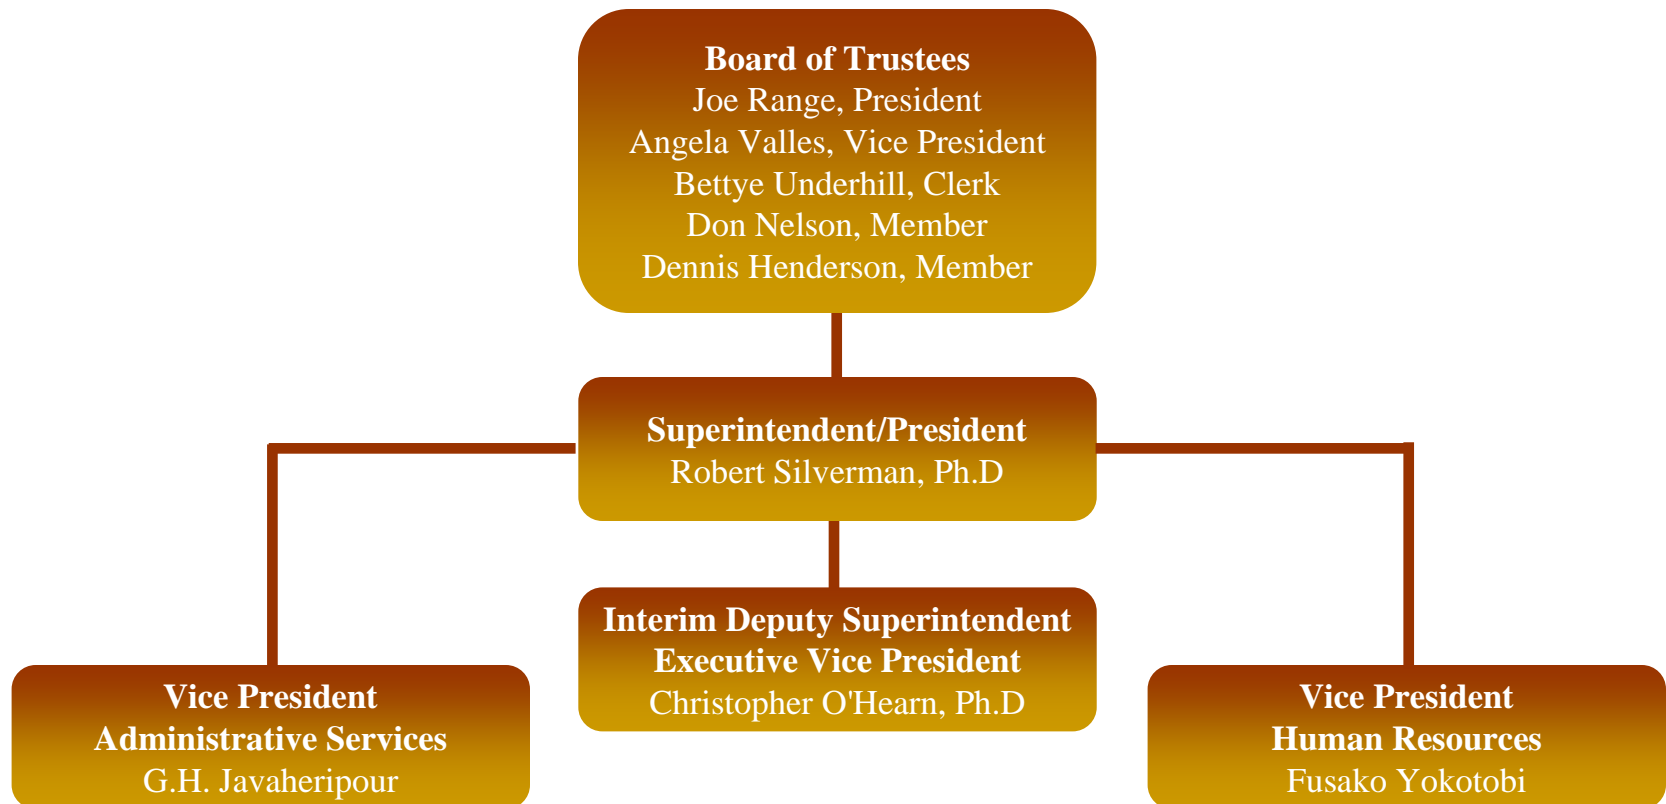 Board of Trustees
Joe Range, President
Angela Valles, Vice President
Bettye Underhill, Clerk
Don Nelson, Member
Dennis Henderson, Member
Superintendent/President
Robert Silverman, Ph.D
Interim Deputy Superintendent
Executive Vice President
Christopher O'Hearn, Ph.D
Vice President
Administrative Services
G.H. Javaheripour
Vice President
Human Resources
Fusako Yokotobi